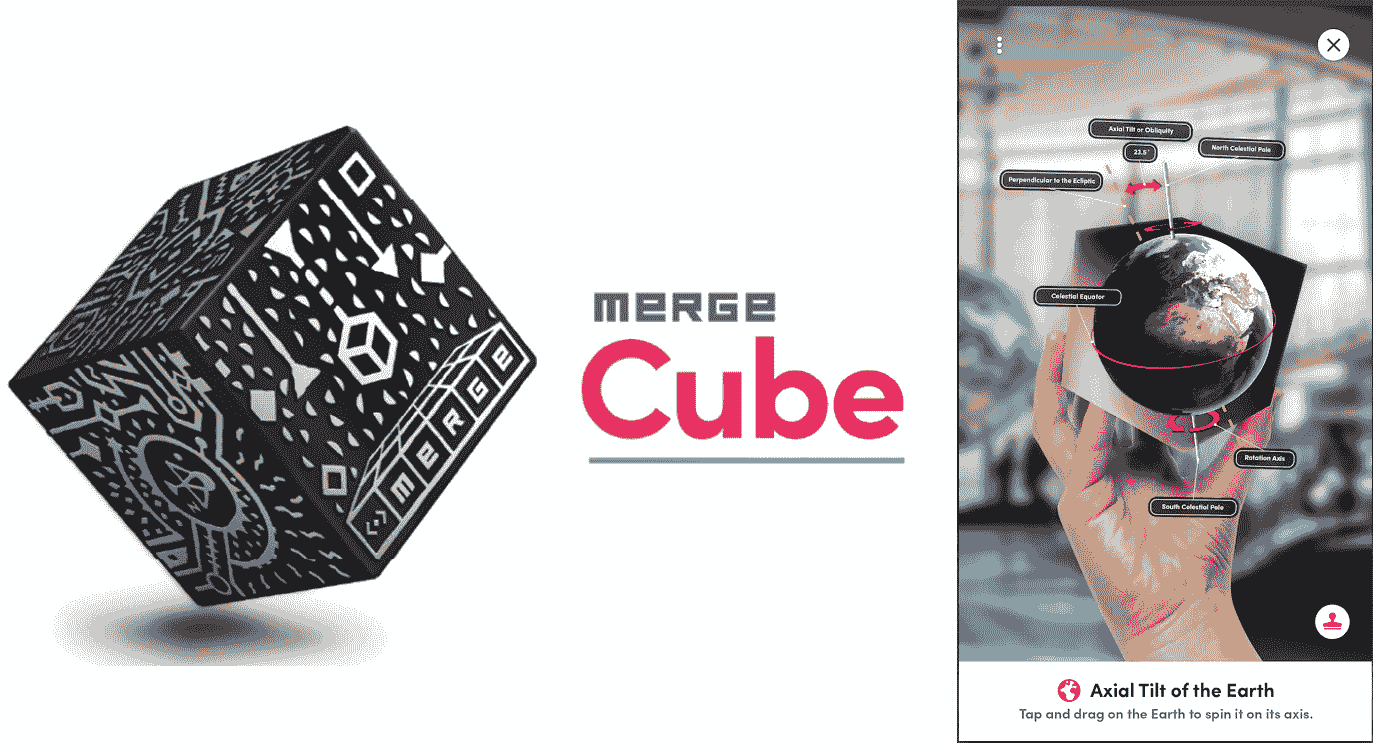 MERGE
MERGE
Cube
Axial Tilt or Obliquity
23.5°
North Celestial Pole
Perpendicular to the Ecliptic
Celestial Equator
Rotation Axis
South Celestial Pole
Axial Tilt of the Earth
Tap and drag on the Earth to spin it on its axis.